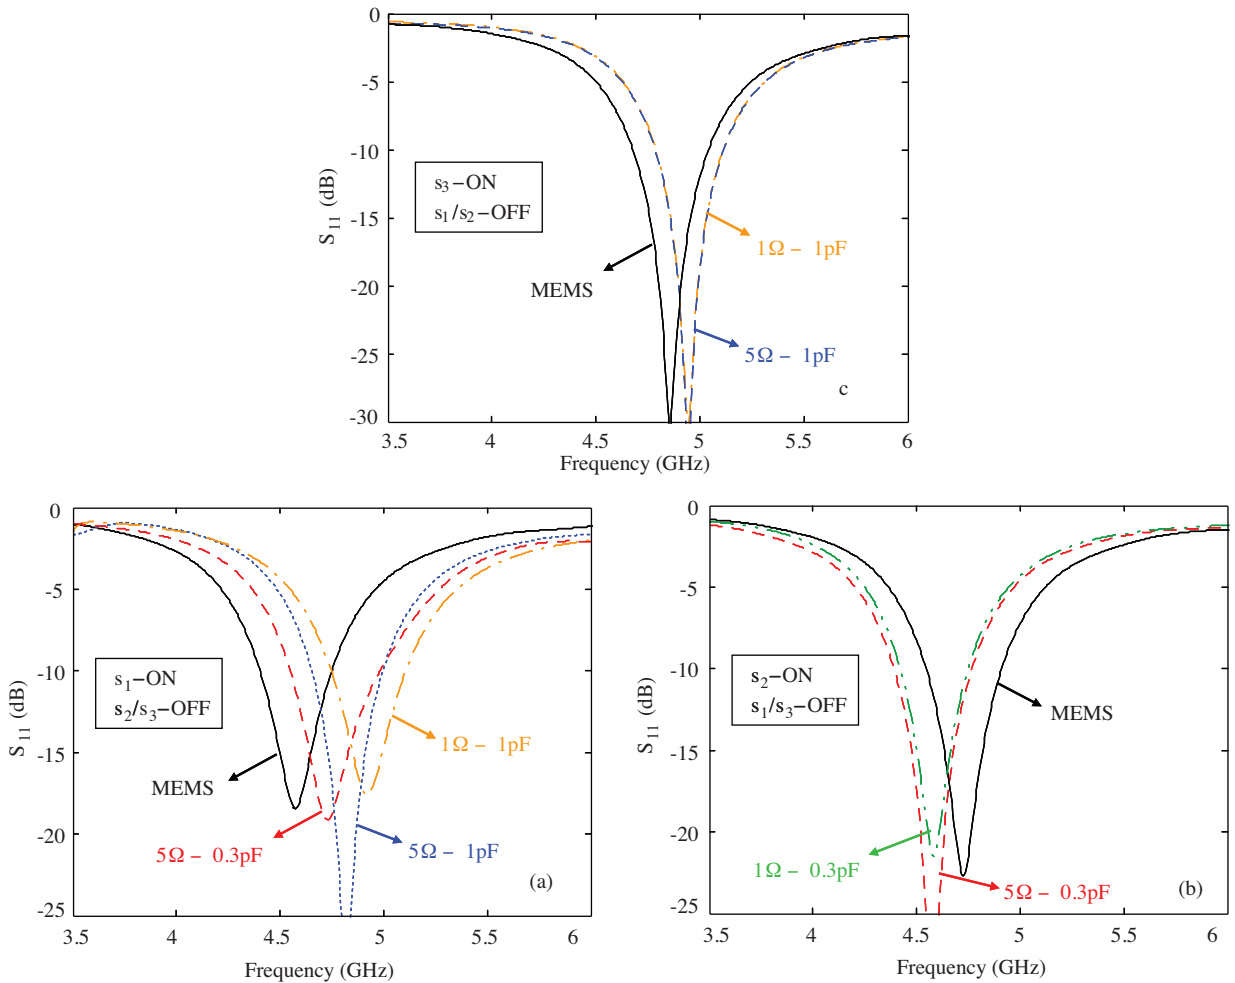 0
-5
-10
-15
-20
-25
-30
S11 (dB)
s3-ON
s1/s2-OFF
MEMS
1Ω - 1pF
5Ω - 1pF
c
3.5 4 4.5 5 5.5 6
Frequency (GHz)
0
-5
-10
-15
-20
-25
S11 (dB)
s1-ON
s2/s3-OFF
MEMS
1Ω - 1pF
5Ω - 0.3pF
5Ω - 1pF
(a)
3.5 4 4.5 5 5.5 6
Frequency (GHz)
0
-5
-10
-15
-20
-25
S11 (dB)
s2-ON
s1/s3-OFF
MEMS
1Ω - 0.3pF
5Ω - 0.3pF
(b)
3.5 4 4.5 5 5.5 6
Frequency (GHz)